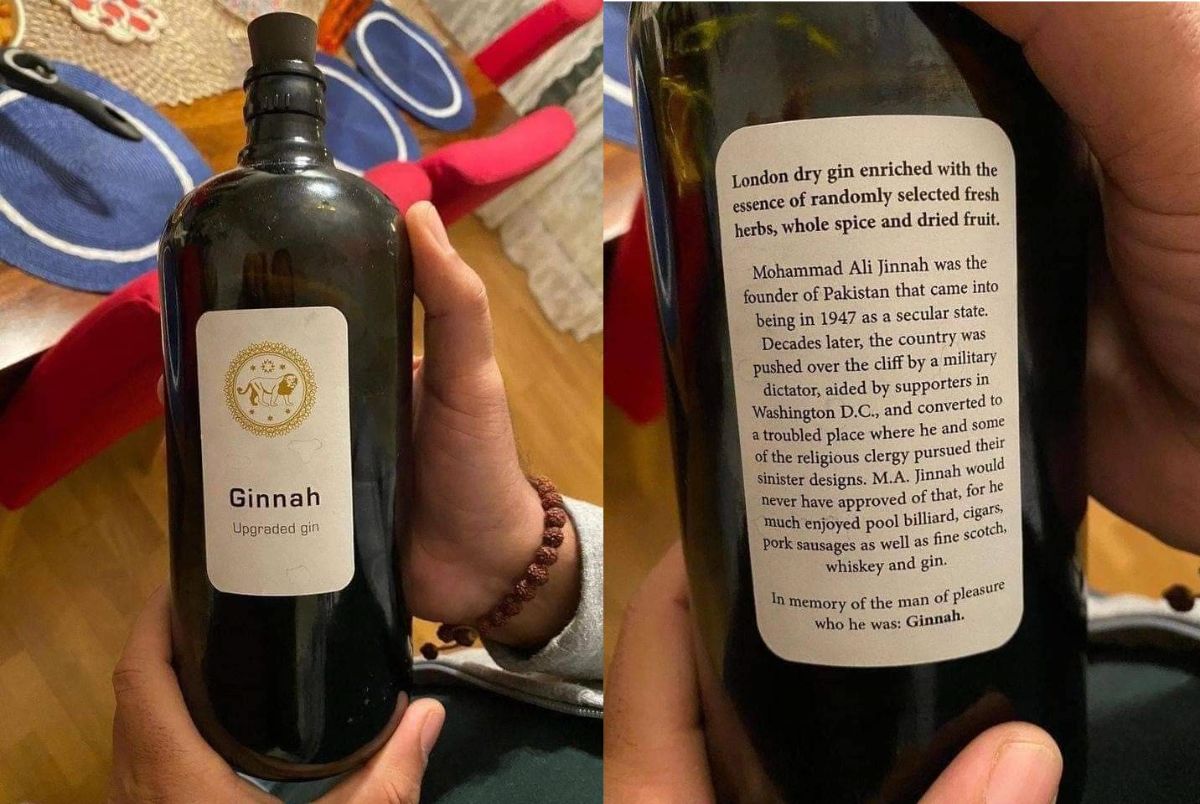 Ginnah
Upgraded gin
London dry gin enriched with the
essence of randomly selected fresh
herbs, whole spice and dried fruit.
Mohammad Ali Jinnah was the
founder of Pakistan that came into
being in 1947 as a secular state.
Decades later, the country was
pushed over the cliff by a military
dictator, aided by supporters in
Washington D.C., and converted to
a troubled place where he and some
of the religious clergy pursued their
sinister designs. M.A. Jinnah would
never have approved of that, for he
much enjoyed pool billiard, cigars,
pork sausages as well as fine scotch,
whiskey and gin.
In memory of the man of pleasure
who he was: Ginnah.